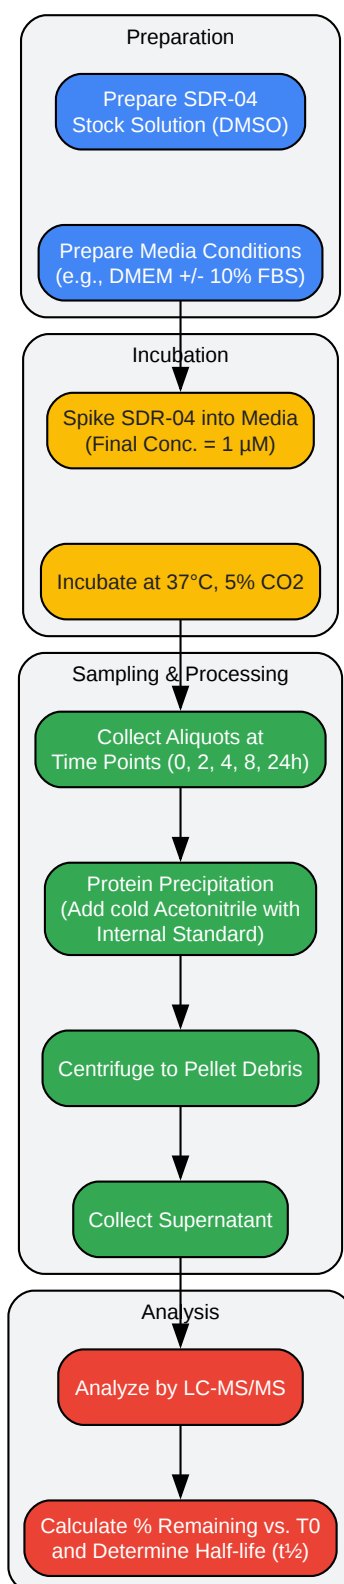 Preparation
Prepare SDR-04
Stock Solution (DMSO)
Prepare Media Conditions
(e.g., DMEM +/- 10% FBS)
Incubation
Spike SDR-04 into Media
(Final Conc. = 1 µM)
Incubate at 37°C, 5% CO2
Sampling & Processing
Collect Aliquots at
Time Points (0, 2, 4, 8, 24h)
Protein Precipitation
(Add cold Acetonitrile with
Internal Standard)
Centrifuge to Pellet Debris
Collect Supernatant
Analysis
Analyze by LC-MS/MS
Calculate % Remaining vs. T0
and Determine Half-life (t½)